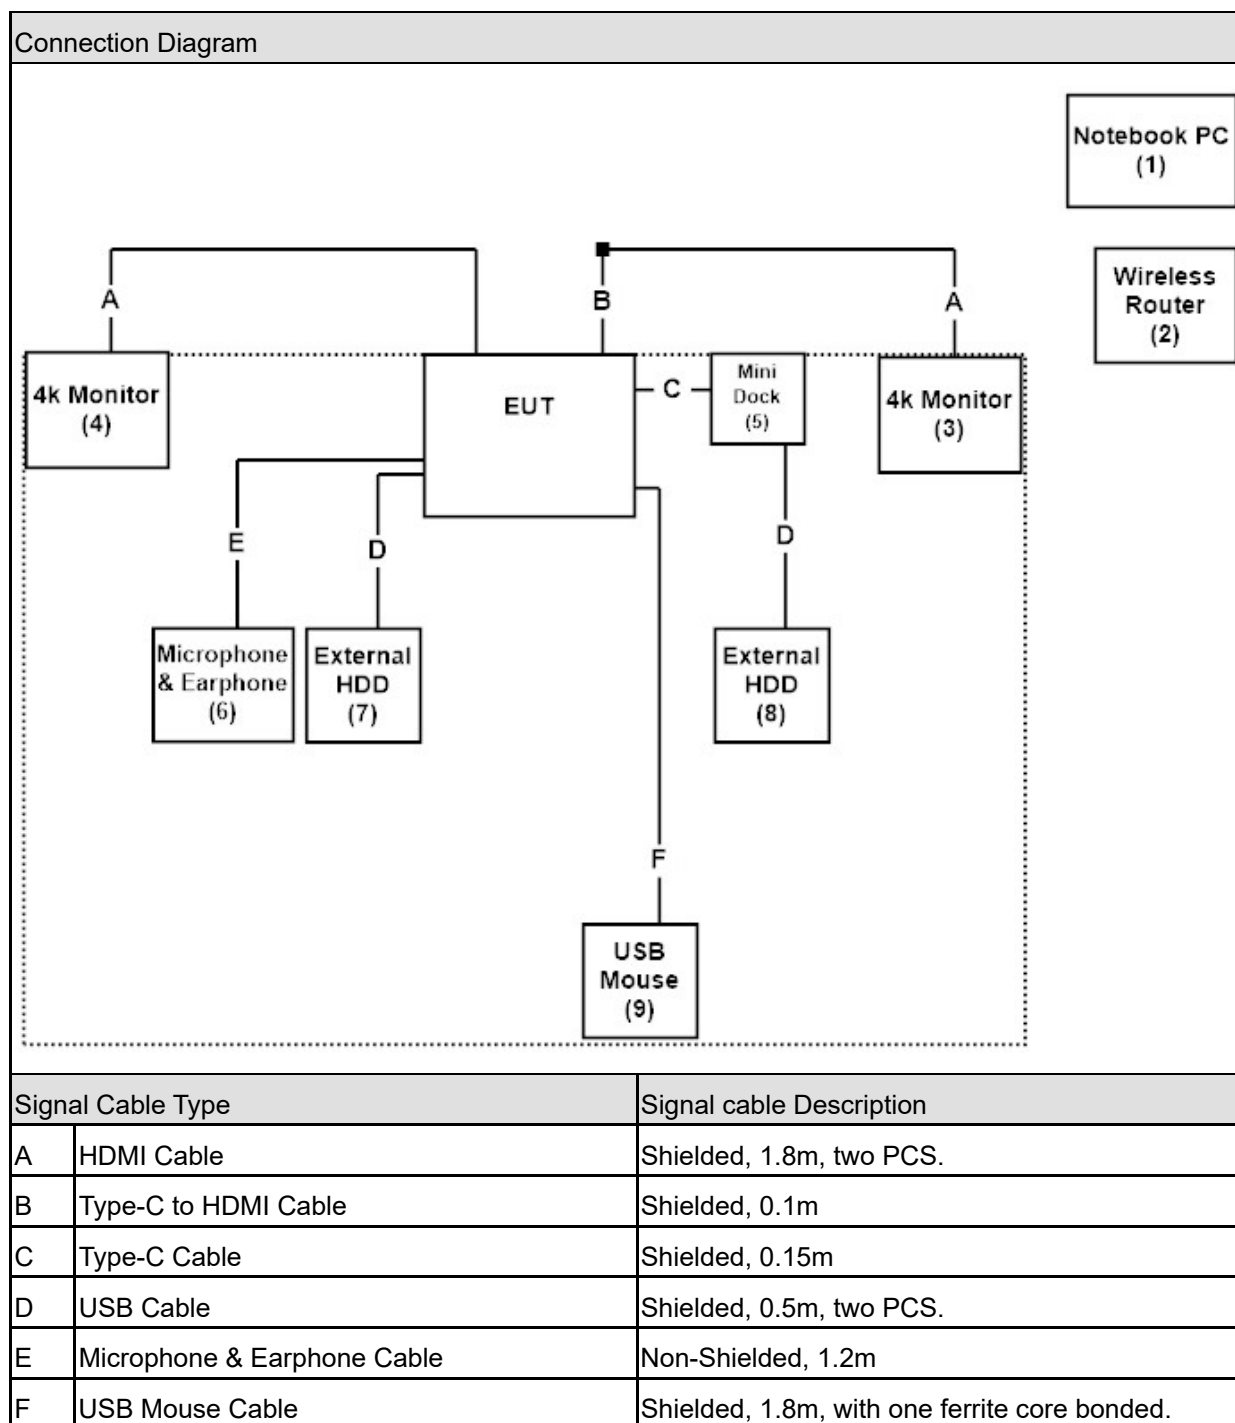 Connection Diagram
Notebook PC
(1)
Wireless
Router
(2)
A
B
A
4k Monitor
(4)
EUT
C
Mini
Dock
(5)
4k Monitor
(3)
E
D
D
Microphone
& Earphone
(6)
External
HDD
(7)
External
HDD
(8)
F
USB
Mouse
(9)
Signal Cable Type Signal cable Description
A HDMI Cable Shielded, 1.8m, two PCS.
B Type-C to HDMI Cable Shielded, 0.1m
C Type-C Cable Shielded, 0.15m
D USB Cable Shielded, 0.5m, two PCS.
E Microphone & Earphone Cable Non-Shielded, 1.2m
F USB Mouse Cable Shielded, 1.8m, with one ferrite core bonded.